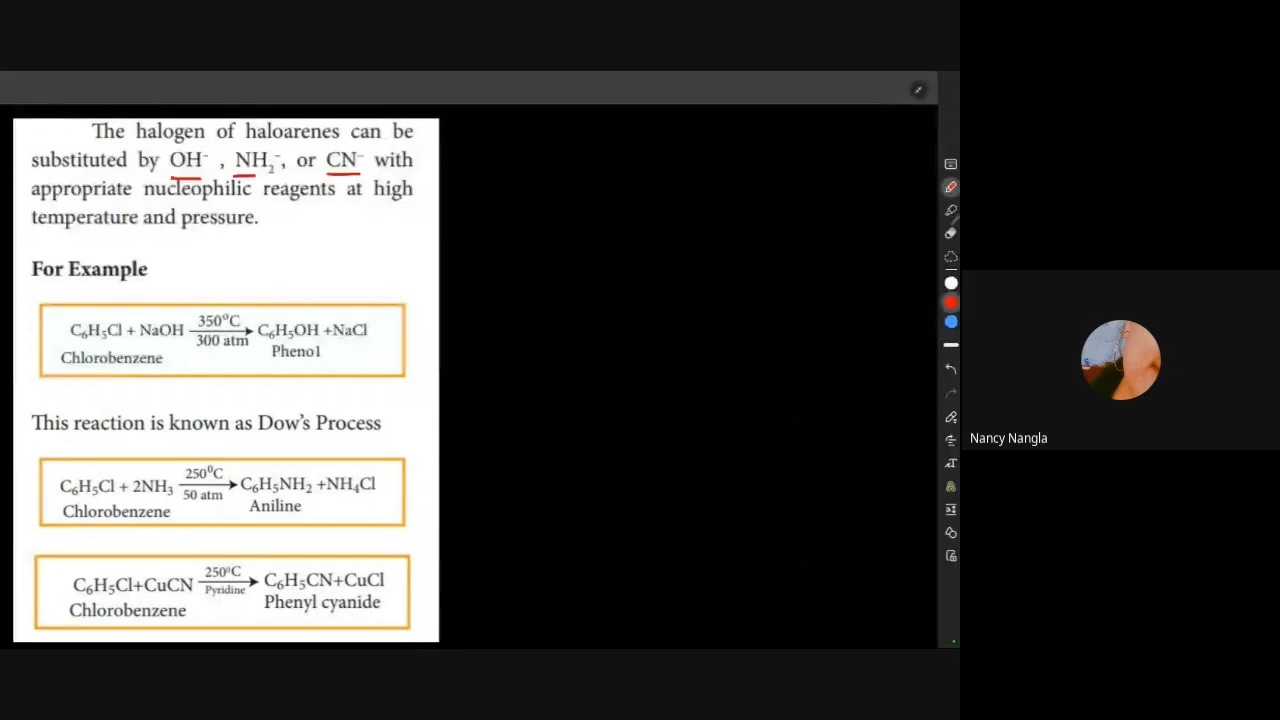 The halogen of haloarenes can be
substituted by OH⁻ , NH₂⁻, or CN⁻ with
appropriate nucleophilic reagents at high
temperature and pressure.
For Example
C₆H₅Cl + NaOH 350⁰C 300 atm → C₆H₅OH +NaCl
Chlorobenzene Phenol
This reaction is known as Dow's Process
C₆H₅Cl + 2NH₃ 250⁰C 50 atm → C₆H₅NH₂ +NH₄Cl
Chlorobenzene Aniline
C₆H₅Cl+CuCN 250⁰C Pyridine → C₆H₅CN+CuCl
Chlorobenzene Phenyl cyanide
Nancy Nangla